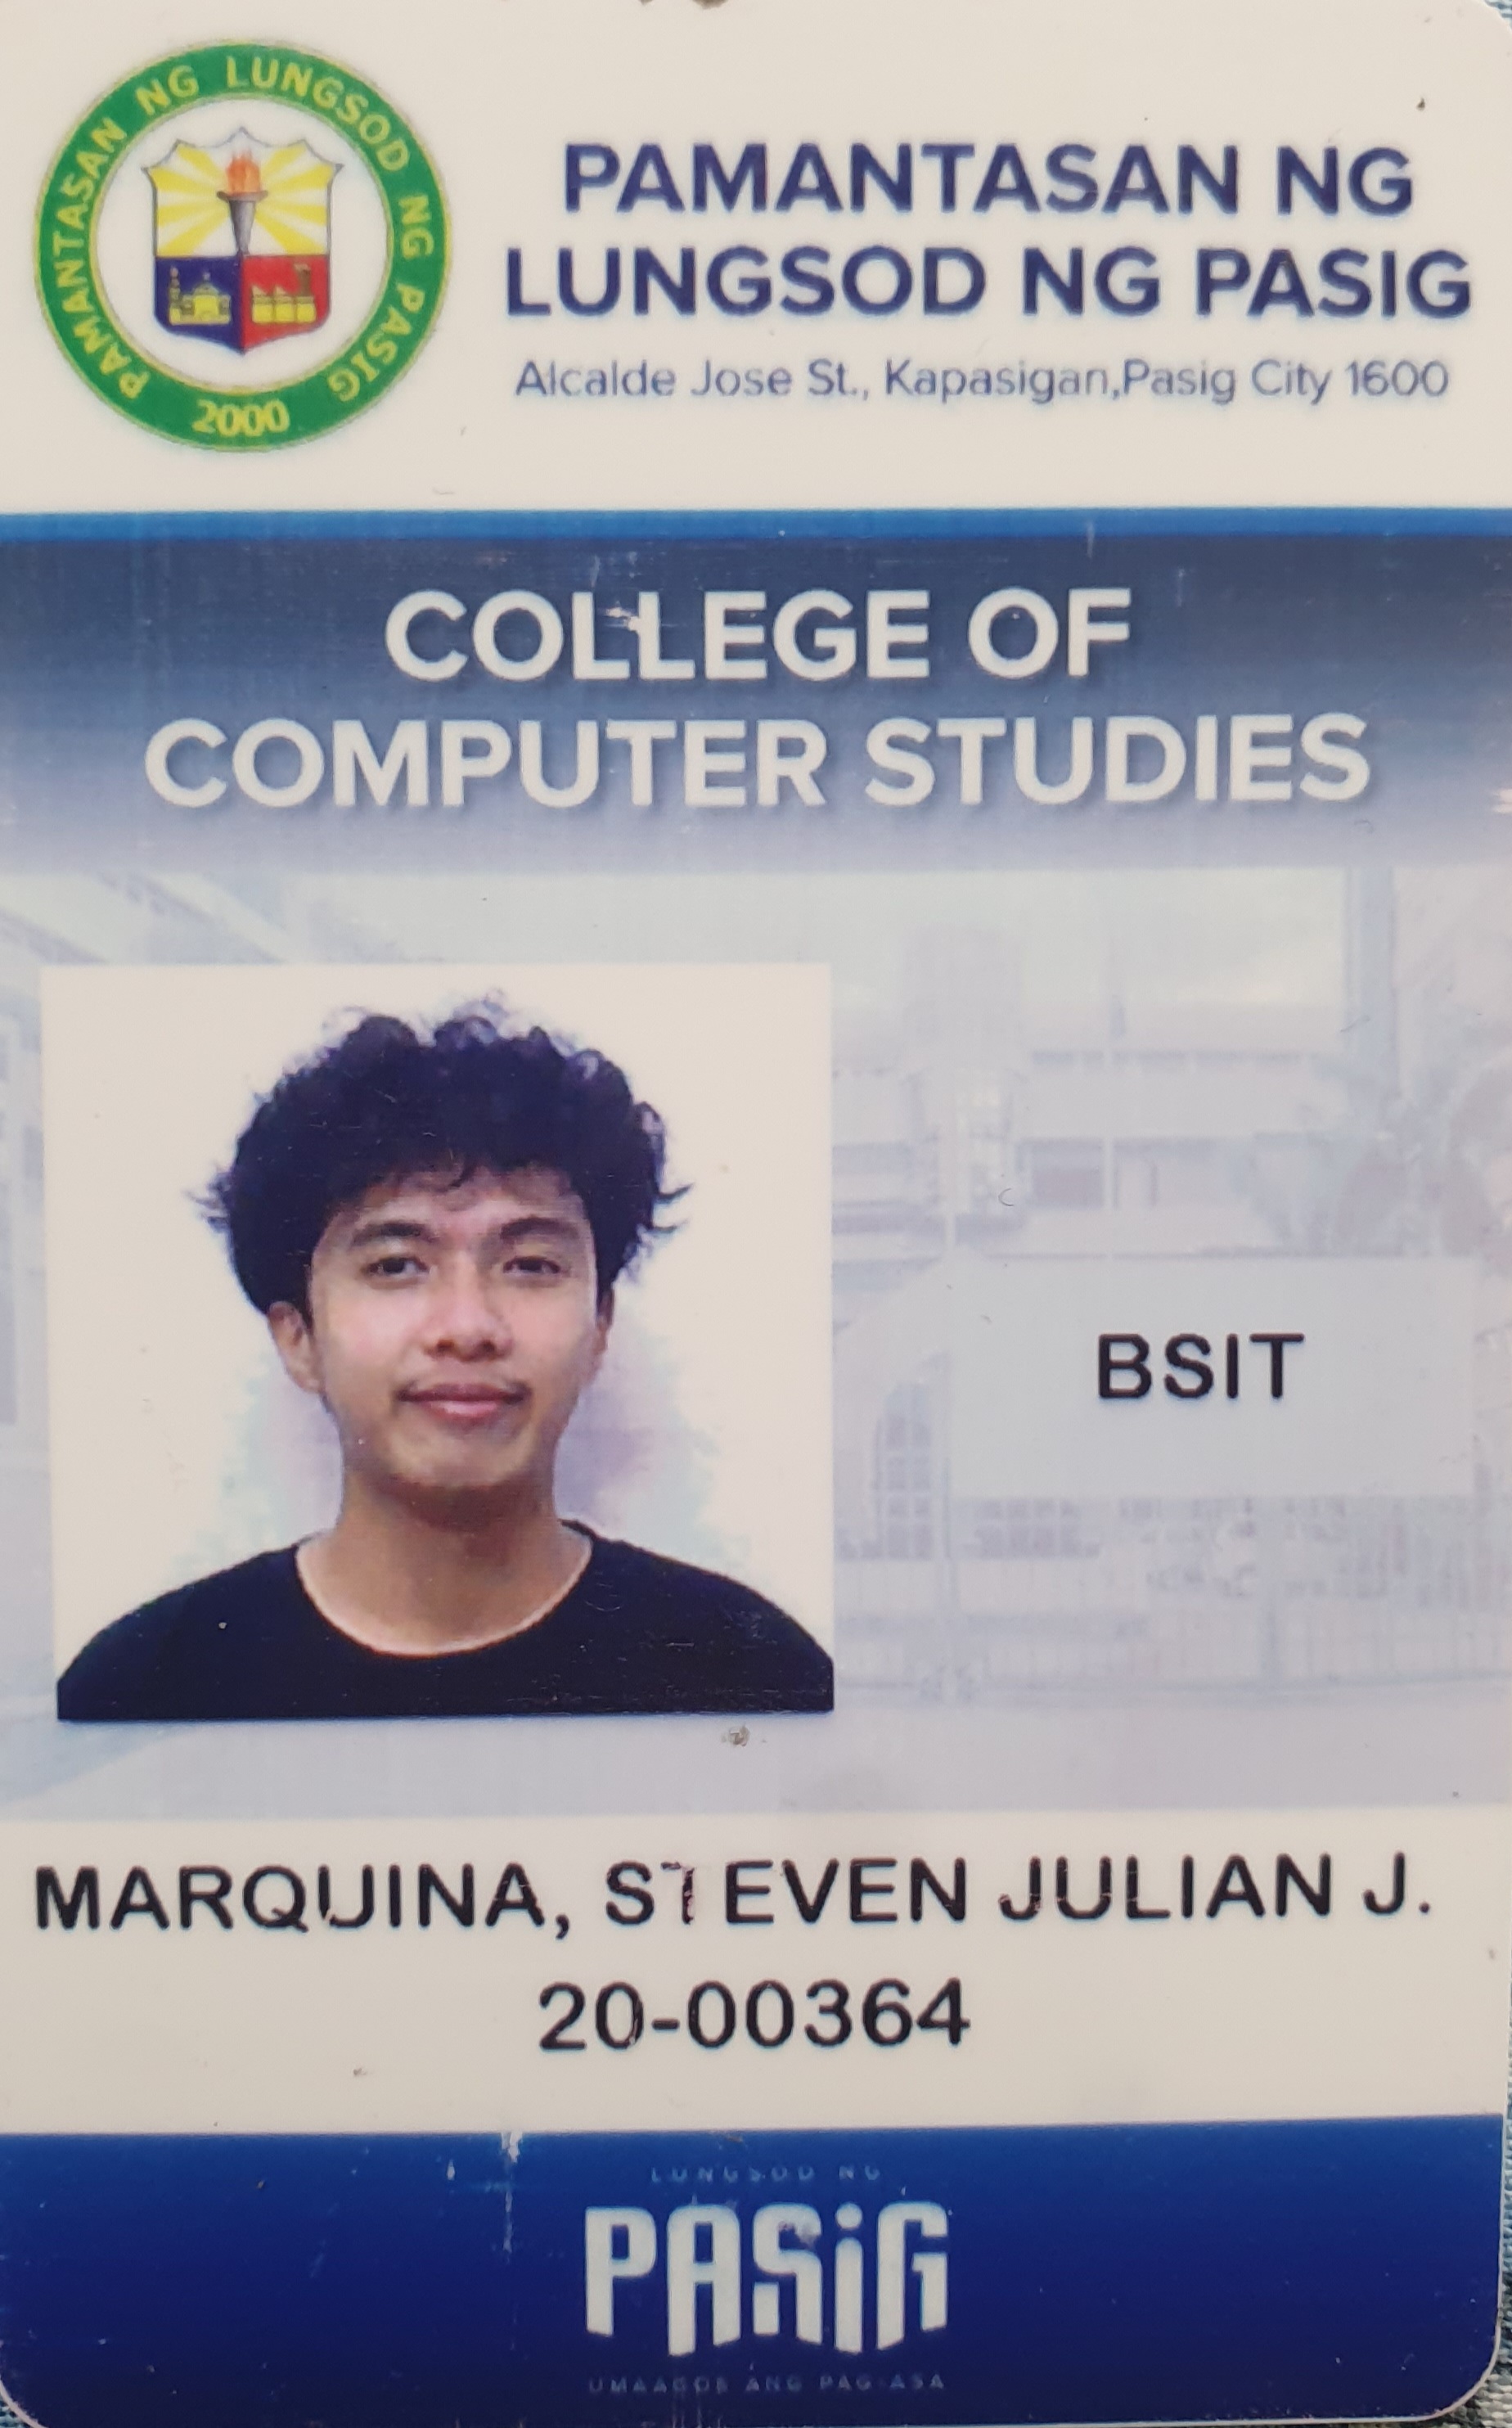 PAMANTASAN NG LUNGSOD NG PASIG
2000
PAMANTASAN NG
LUNGSOD NG PASIG
Alcalde Jose St., Kapasigan,Pasig City 1600
COLLEGE OF
COMPUTER STUDIES
BSIT
MARQUINA, STEVEN JULIAN J.
20-00364
LUNGSOD NG
PASiG
UMAAGOS ANG PAG-ASA